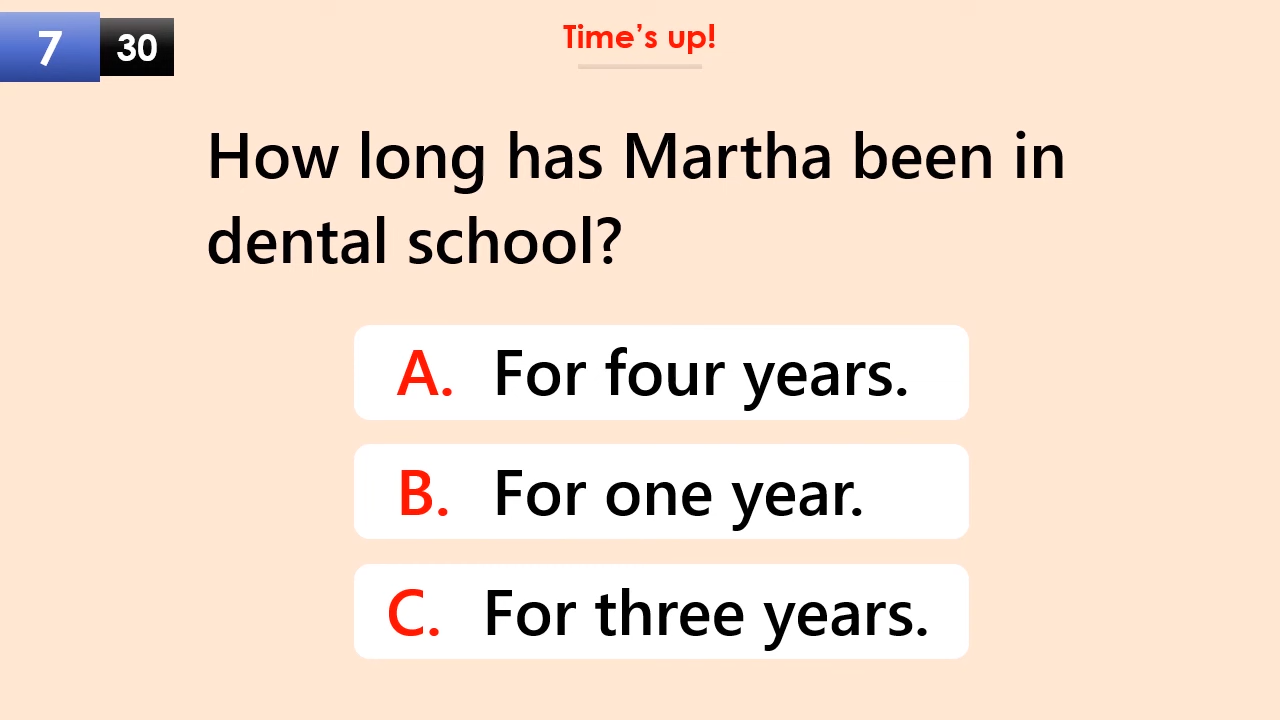 7
30
Time’s up!
How long has Martha been in
dental school?
A. For four years.
B. For one year.
C. For three years.